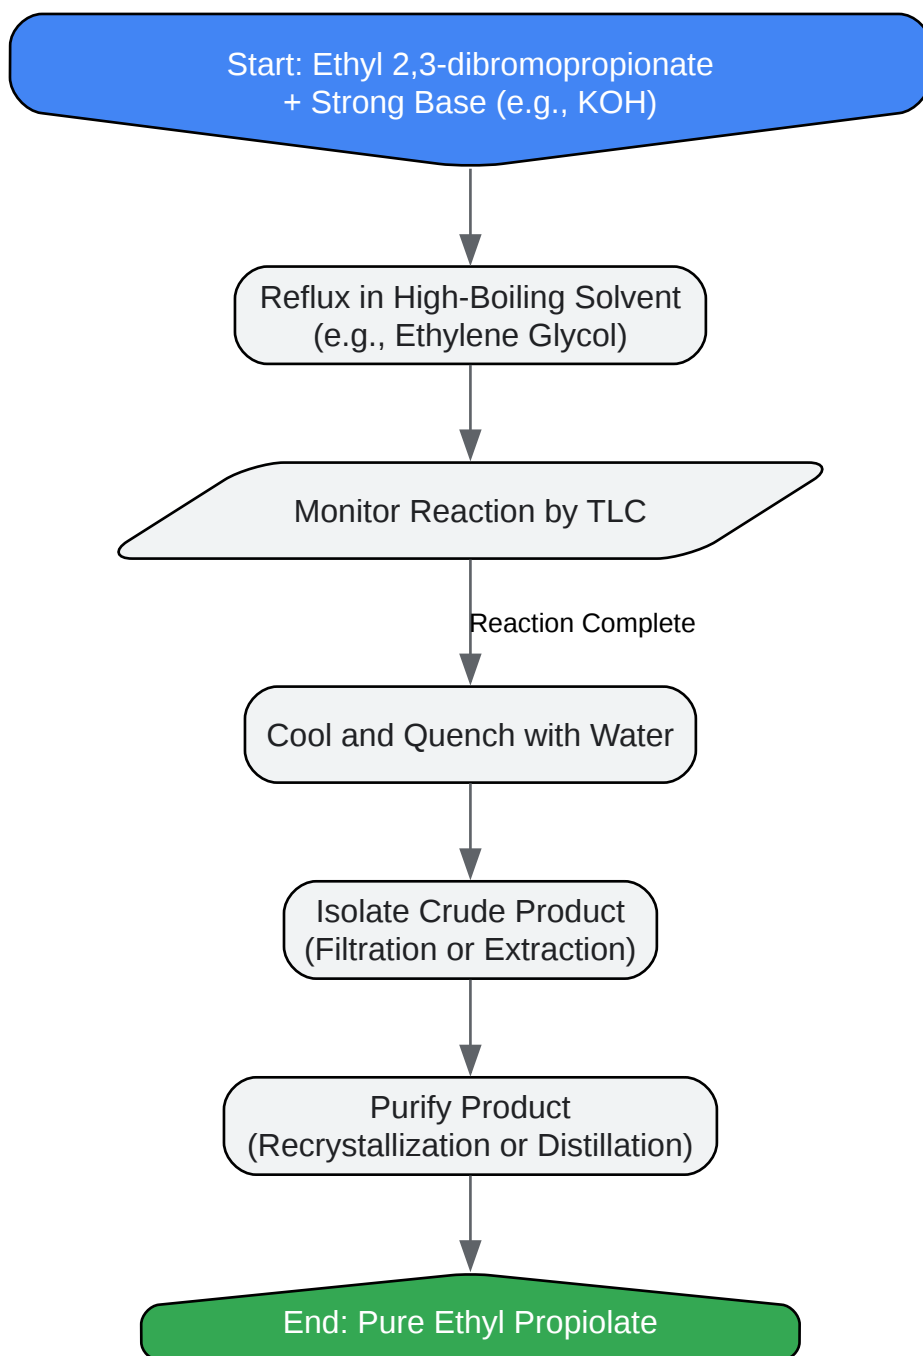 Start: Ethyl 2,3-dibromopropionate
+ Strong Base (e.g., KOH)
Reflux in High-Boiling Solvent
(e.g., Ethylene Glycol)
Monitor Reaction by TLC
Reaction Complete
Cool and Quench with Water
Isolate Crude Product
(Filtration or Extraction)
Purify Product
(Recrystallization or Distillation)
End: Pure Ethyl Propiolate